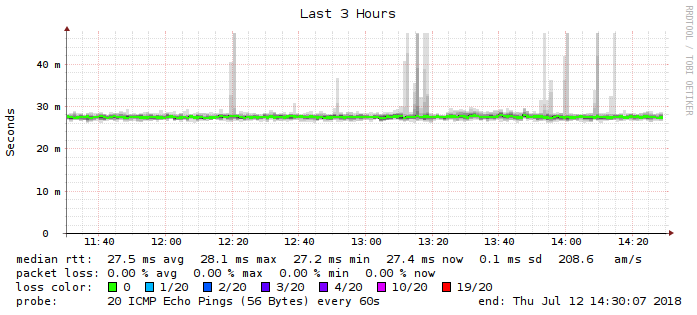 Last 3 Hours
RRDTOOL / TOBI OETIKER
Seconds
40 m
30 m
20 m
10 m
0
11:40 12:00 12:20 12:40 13:00 13:20 13:40 14:00 14:20
median rtt: 27.5 ms avg 28.1 ms max 27.2 ms min 27.4 ms now 0.1 ms sd 208.6 am/s
packet loss: 0.00 % avg 0.00 % max 0.00 % min 0.00 % now
loss color: 0 1/20 2/20 3/20 4/20 10/20 19/20
probe: 20 ICMP Echo Pings (56 Bytes) every 60s end: Thu Jul 12 14:30:07 2018